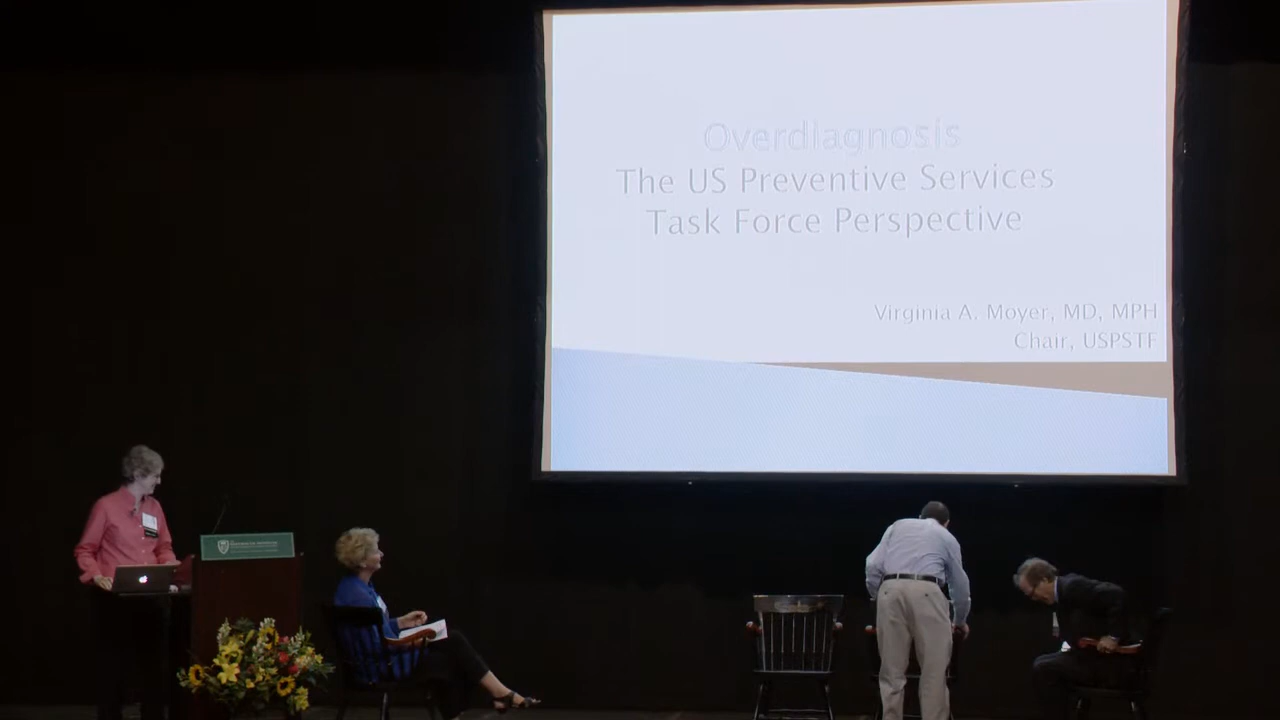 Overdiagnosis
The US Preventive Services
Task Force Perspective
Virginia A. Moyer, MD, MPH
Chair, USPSTF